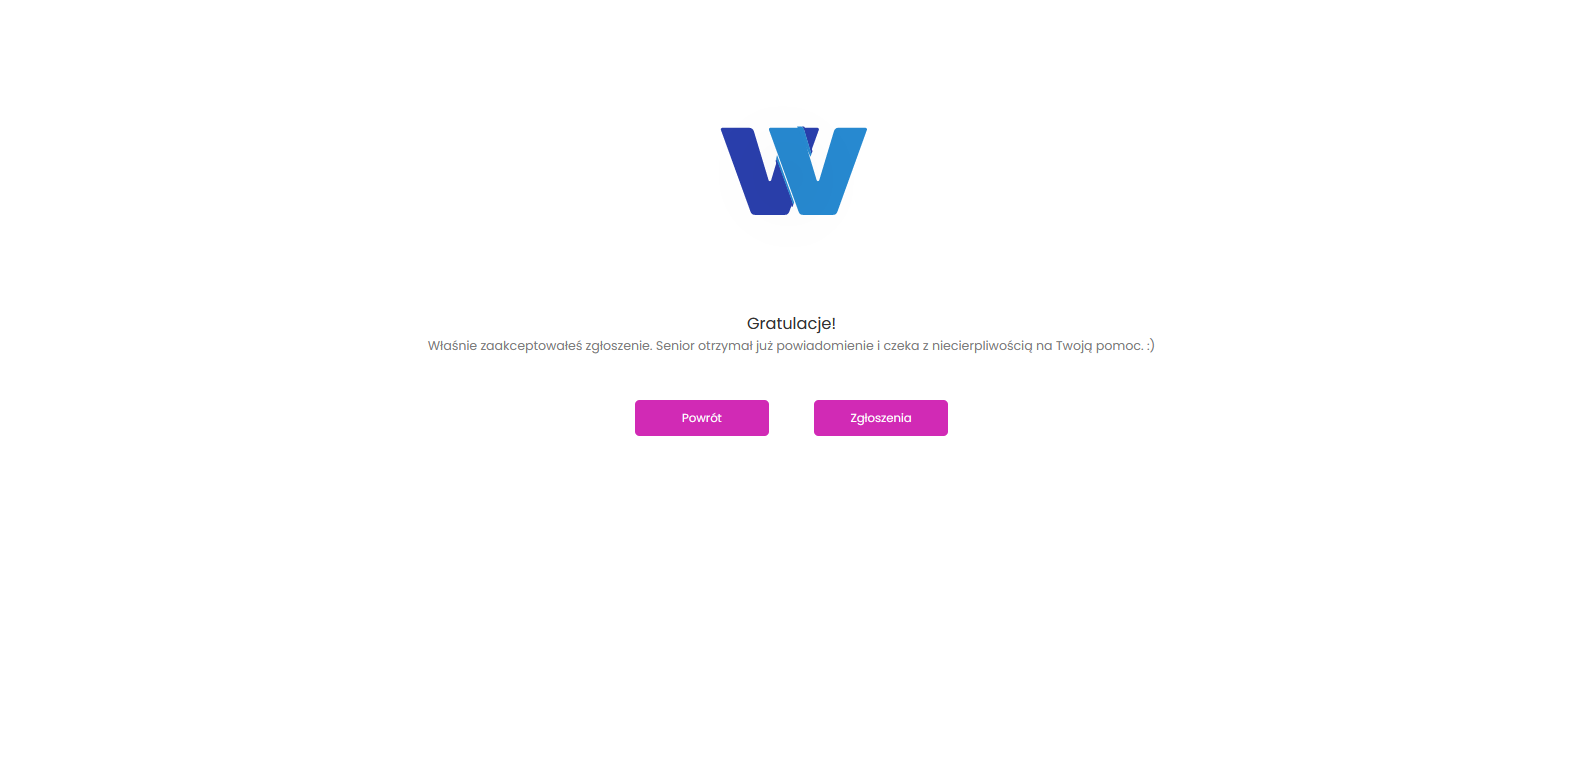 Gratulacje!
Właśnie zaakceptowałeś zgłoszenie. Senior otrzymał już powiadomienie i czeka z niecierpliwością na Twoją pomoc. :)
Powrót
Zgłoszenia